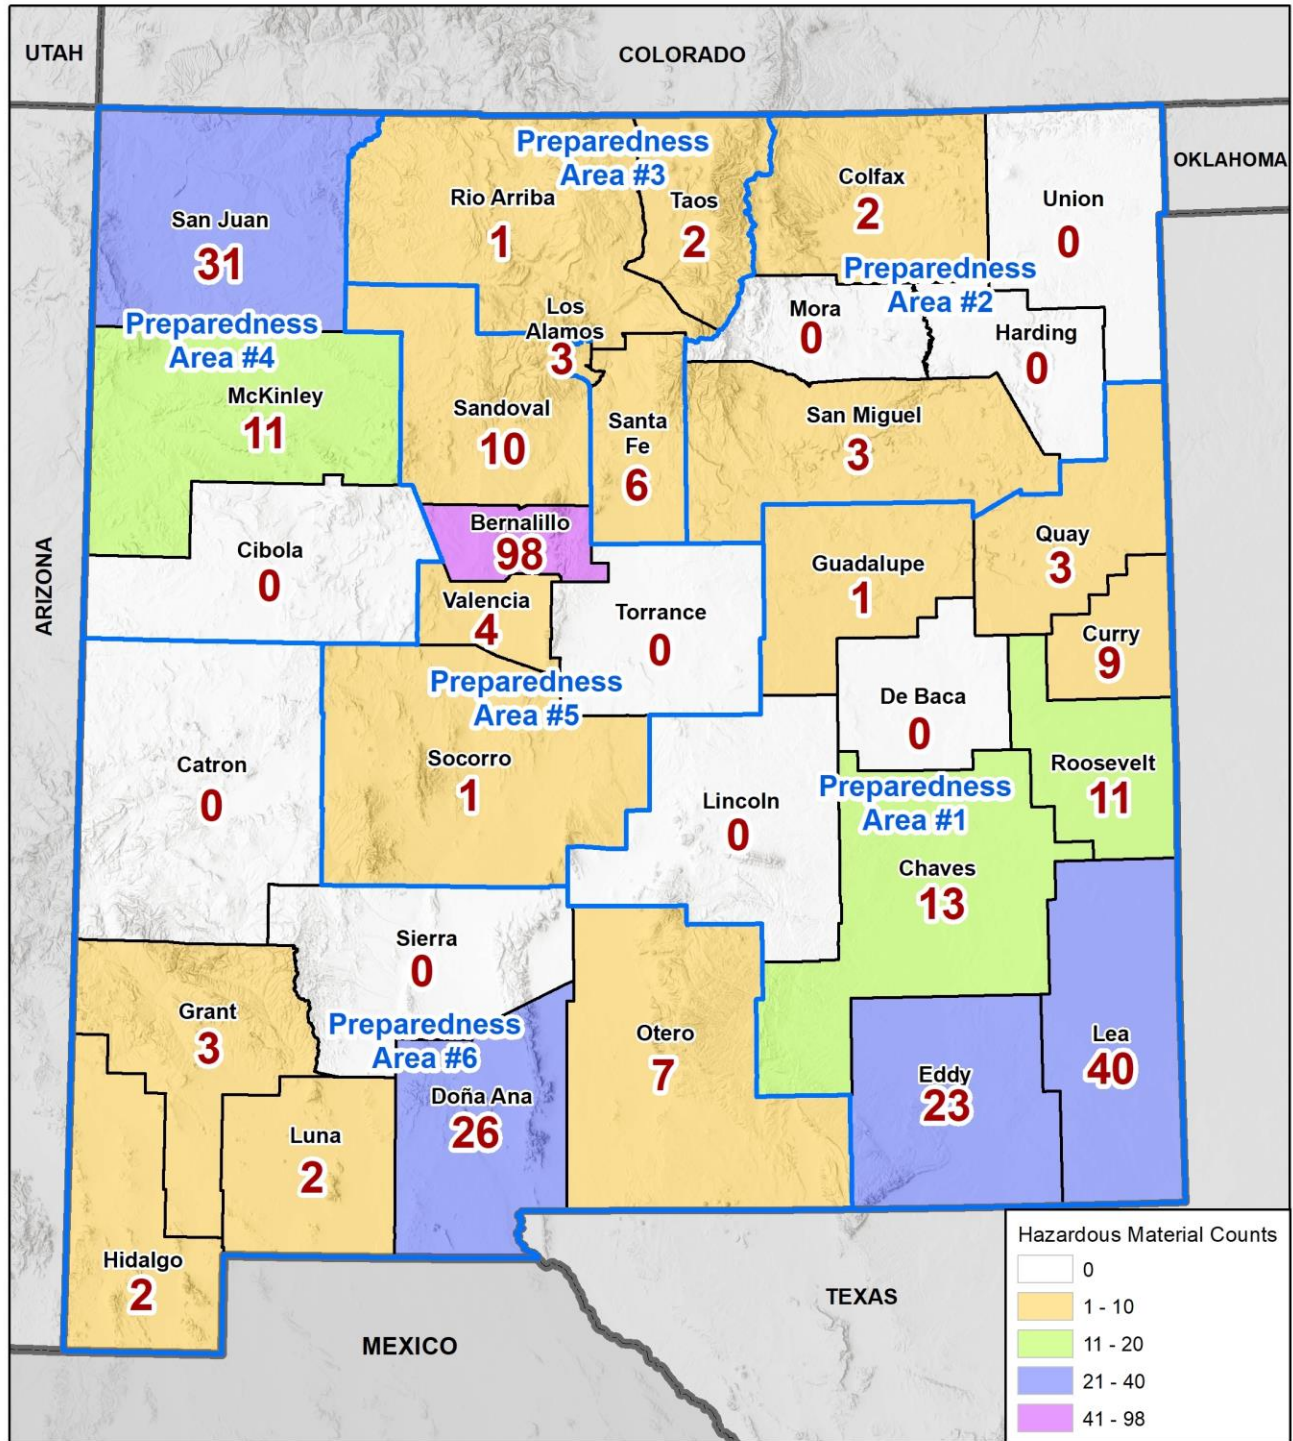 UTAH
COLORADO
OKLAHOMA
ARIZONA
Preparedness
Area #3
Rio Arriba
1
Taos
2
Colfax
2
Union
0
San Juan
31
Preparedness
Area #2
Mora
0
Harding
0
Los
Alamos
3
Preparedness
Area #4
McKinley
11
Sandoval
10
Santa
Fe
6
San Miguel
3
Bernalillo
98
Cibola
0
Guadalupe
1
Quay
3
Valencia
4
Torrance
0
Curry
9
Preparedness
Area #5
De Baca
0
Catron
0
Socorro
1
Lincoln
0
Preparedness
Area #1
Roosevelt
11
Chaves
13
Sierra
0
Grant
3
Preparedness
Area #6
Otero
7
Doña Ana
26
Eddy
23
Lea
40
Luna
2
Hidalgo
2
MEXICO
TEXAS
Hazardous Material Counts
0
1 - 10
11 - 20
21 - 40
41 - 98